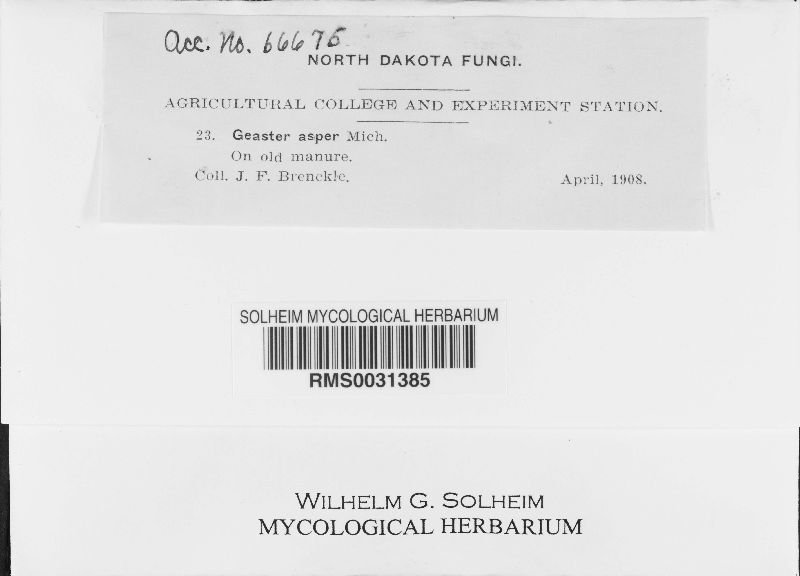 Acc. No. 66675
NORTH DAKOTA FUNGI.
AGRICULTURAL COLLEGE AND EXPERIMENT STATION.
23. Geaster asper Mich.
On old manure.
Coll. J. F. Brenckle. April, 1908.
SOLHEIM MYCOLOGICAL HERBARIUM
RMS0031385
WILHELM G. SOLHEIM
MYCOLOGICAL HERBARIUM